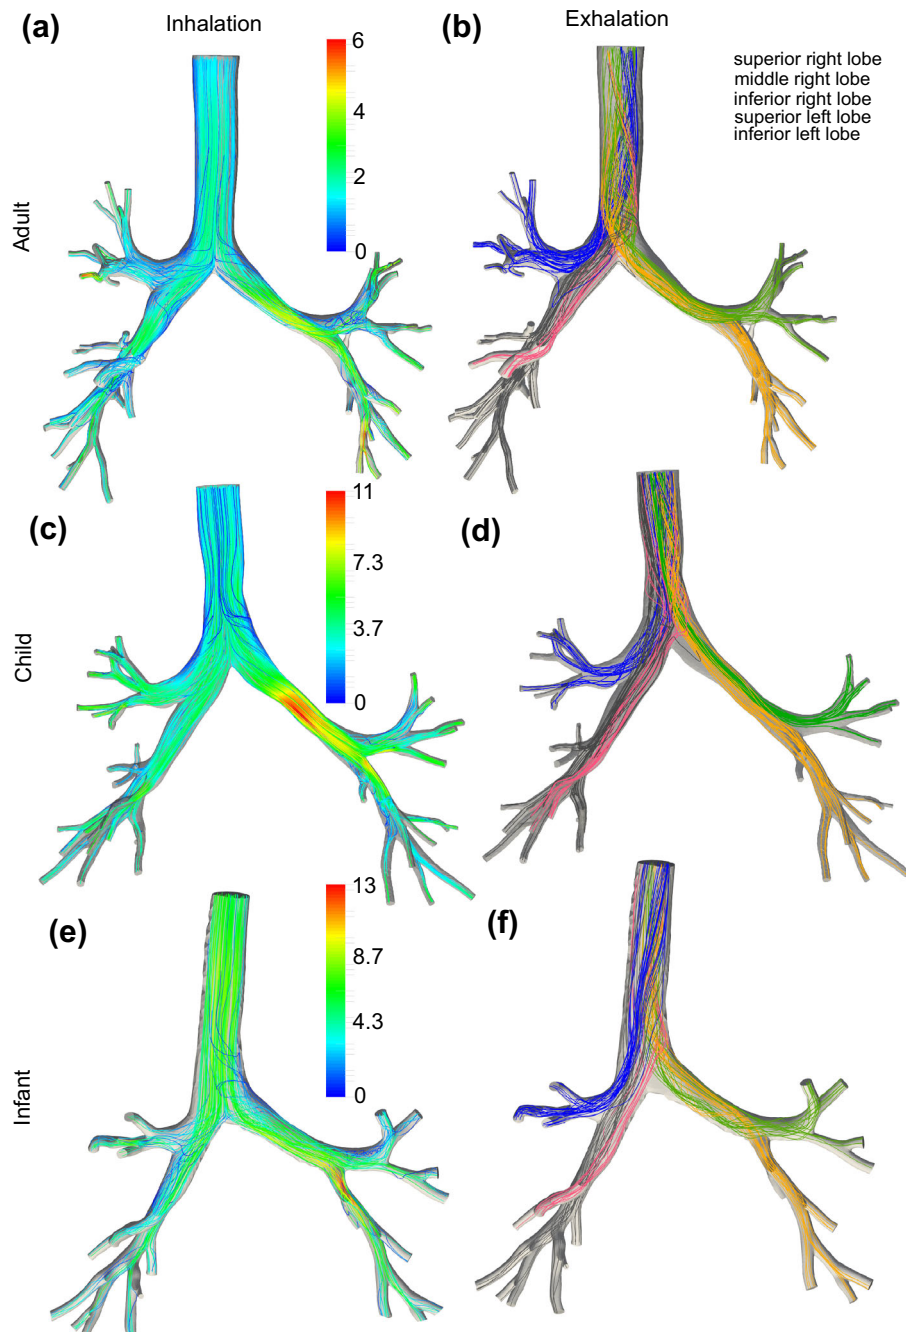 (a)
Inhalation
6
4
2
0
Adult
(b)
Exhalation
superior right lobe
middle right lobe
inferior right lobe
superior left lobe
inferior left lobe
(c)
11
7.3
3.7
0
Child
(d)
(e)
13
8.7
4.3
0
Infant
(f)